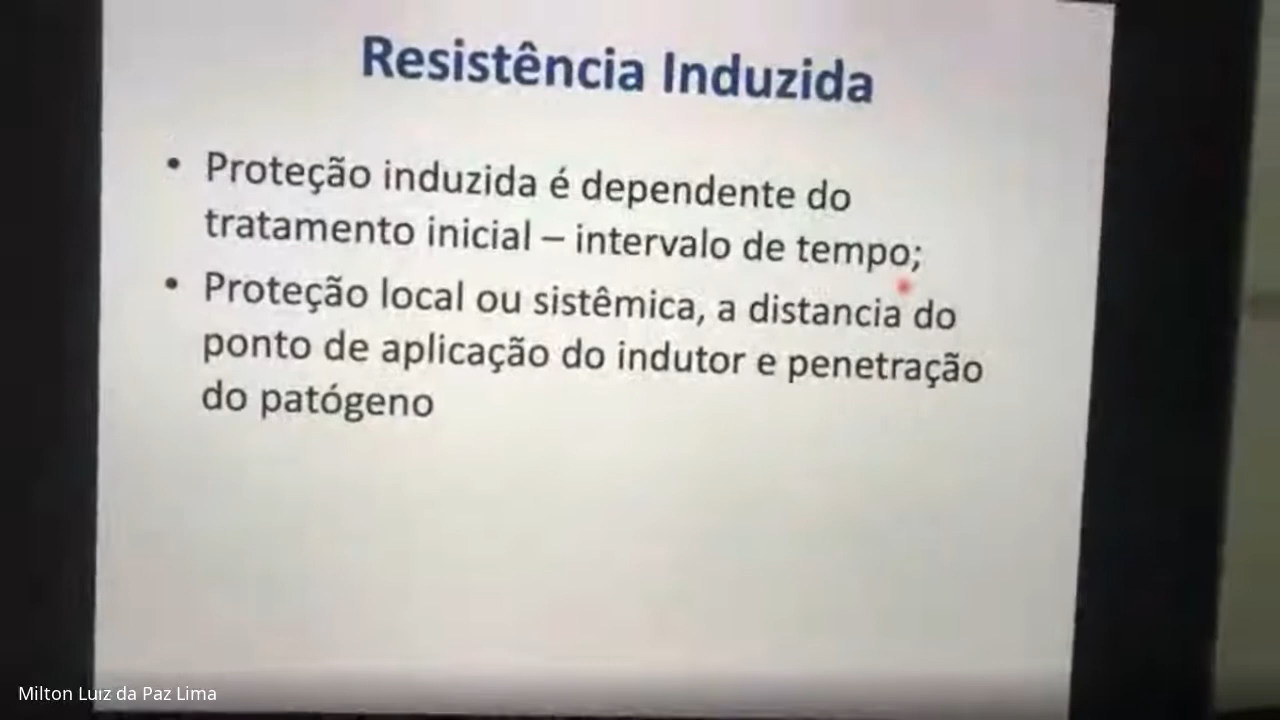 Resistência Induzida
• Proteção induzida é dependente do
tratamento inicial – intervalo de tempo;
• Proteção local ou sistêmica, a distancia do
ponto de aplicação do indutor e penetração
do patógeno
Milton Luiz da Paz Lima